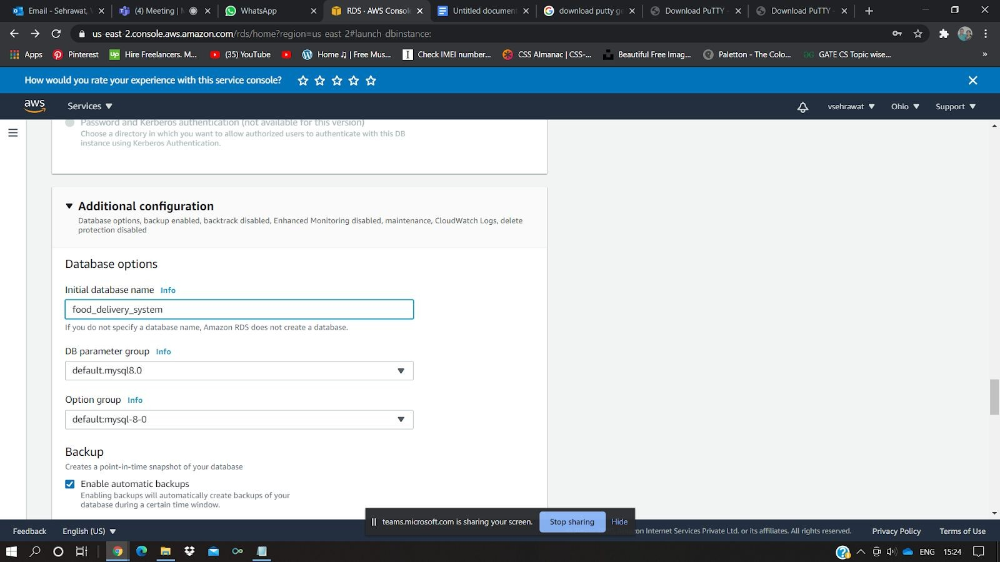 Email - Sehrawat,
(4) Meeting |
WhatsApp
RDS · AWS Consol
Untitled document
download putty ge
Download PuTTY
Download PuTTY
us-east-2.console.aws.amazon.com/rds/home?region=us-east-2#launch-dbinstance:
Apps
Pinterest
Up
Hire Freelancers. M...
(35) YouTube
Home ♫ | Free Mus...
Check IMEI number...
CSS Almanac | CSS-...
Beautiful Free Imag...
Paletton - The Colo...
GATE CS Topic wise...
»
How would you rate your experience with this service console?
aws
Services
vsehrawat
Ohio
Support
Password and Kerberos authentication (not available for this version)
Choose a directory in which you want to allow authorized users to authenticate with this DB
instance using Kerberos Authentication.
Additional configuration
Database options, backup enabled, backtrack disabled, Enhanced Monitoring disabled, maintenance, CloudWatch Logs, delete
protection disabled
Database options
Initial database name Info
food_delivery_system
If you do not specify a database name, Amazon RDS does not create a database.
DB parameter group Info
default.mysql8.0
Option group Info
default:mysql-8-0
Backup
Creates a point-in-time snapshot of your database
Enable automatic backups
Enabling backups will automatically create backups of your
database during a certain time window.
teams.microsoft.com is sharing your screen.
Stop sharing
Hide
Feedback
English (US)
on Internet Services Private Ltd. or its affiliates. All rights reserved.
Privacy Policy
Terms of Use
ENG
15:24